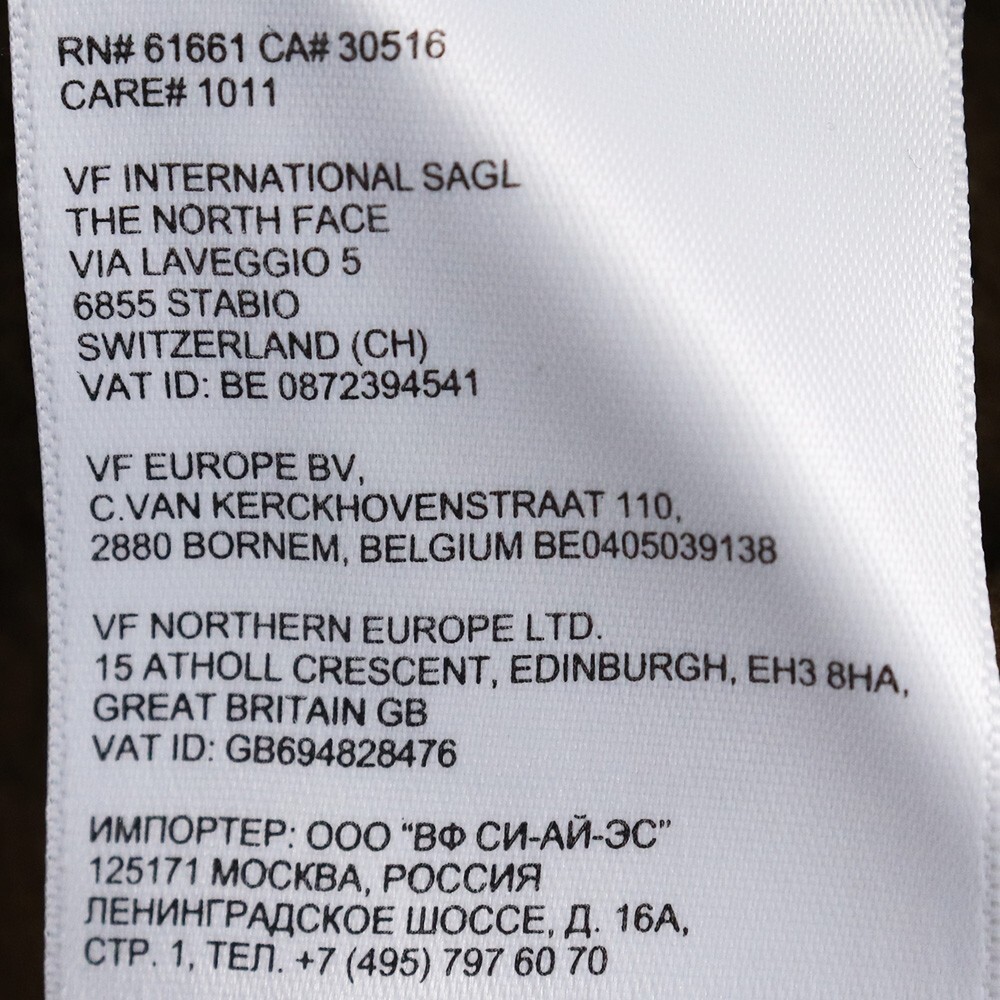 RN# 61661 CA# 30516
CARE# 1011
VF INTERNATIONAL SAGL
THE NORTH FACE
VIA LAVEGGIO 5
6855 STABIO
SWITZERLAND (CH)
VAT ID: BE 0872394541
VF EUROPE BV,
C.VAN KERCKHOVENSTRAAT 110,
2880 BORNEM, BELGIUM BE0405039138
VF NORTHERN EUROPE LTD.
15 ATHOLL CRESCENT, EDINBURGH, EH3 8HA,
GREAT BRITAIN GB
VAT ID: GB694828476
ИМПОРТЕР: ООО “ВФ СИ-АЙ-ЭС”
125171 МОСКВА, РОССИЯ
ЛЕНИНГРАДСКОЕ ШОССЕ, Д. 16А,
СТР. 1, ТЕЛ. +7 (495) 797 60 70